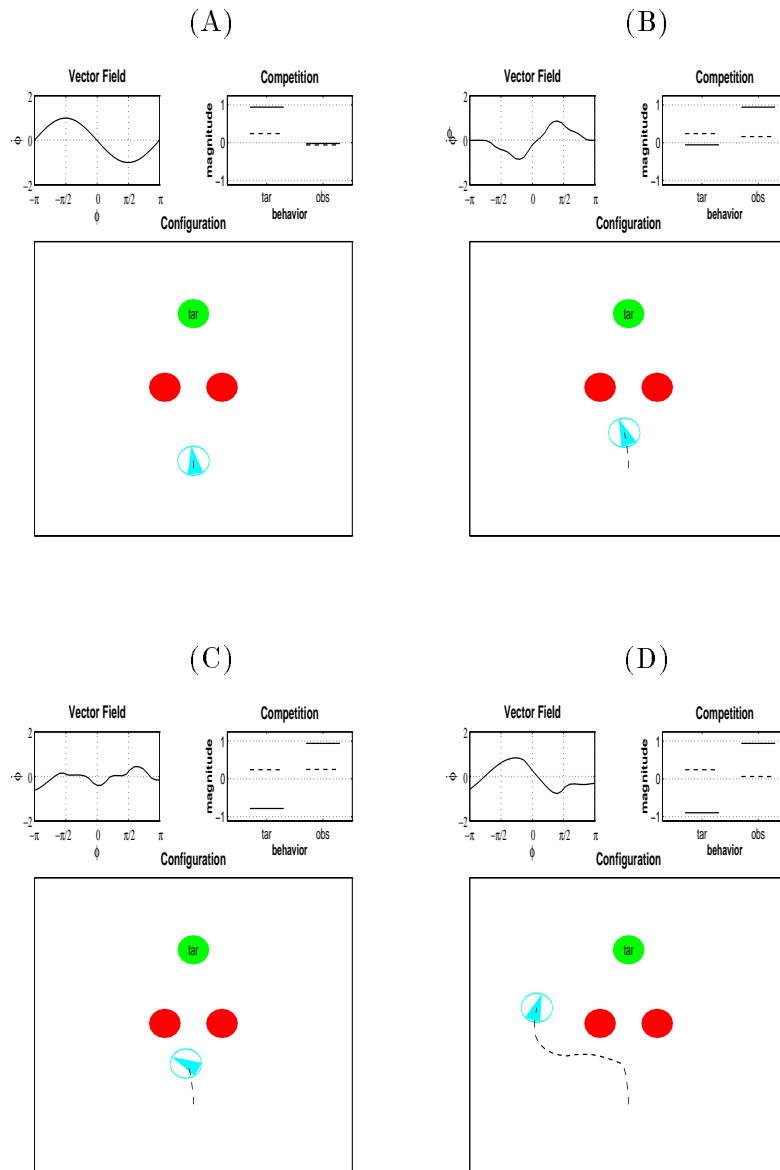 (A)
(B)
Vector Field
Competition
Vector Field
Competition
2
0
−2
φ̇
−π −π/2 0 π/2 π
φ
1
0
−1
magnitude
tar obs
behavior
2
0
−2
φ̇
φ
−π −π/2 0 π/2 π
1
0
−1
magnitude
tar obs
behavior
Configuration
Configuration
tar
tar
(C)
(D)
Vector Field
Competition
Vector Field
Competition
2
0
−2
φ̇
−π −π/2 0 π/2 π
φ
1
0
−1
magnitude
tar obs
behavior
2
0
−2
φ̇
−π −π/2 0 π/2 π
φ
1
0
−1
magnitude
tar obs
behavior
Configuration
Configuration
tar
tar